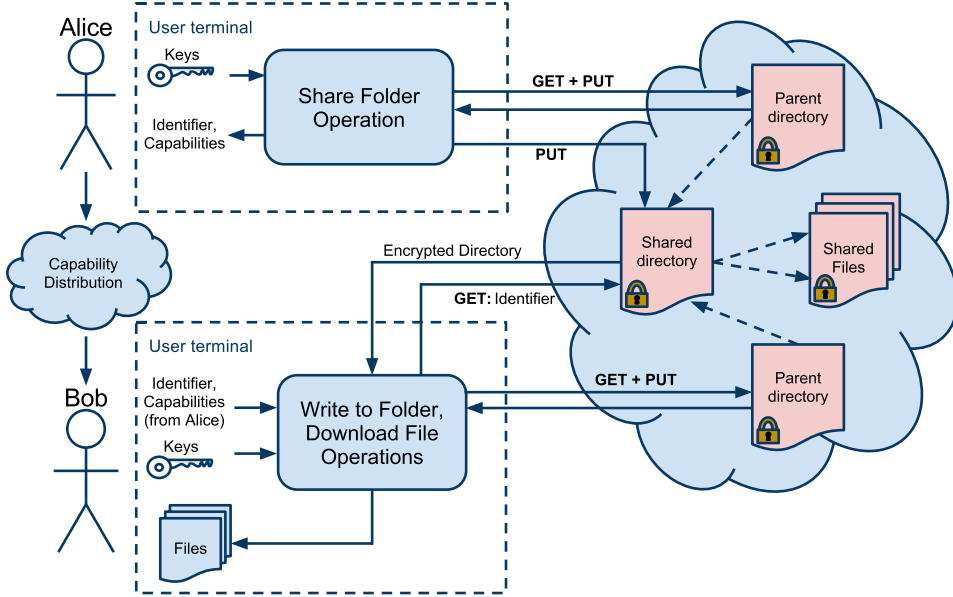 Alice
User terminal
Keys
Share Folder
Operation
Identifier,
Capabilities
GET + PUT
PUT
Parent
directory
Shared
directory
Shared
Files
Capability
Distribution
Encrypted Directory
GET: Identifier
Bob
User terminal
Identifier,
Capabilities
(from Alice)
Keys
Write to Folder,
Download File
Operations
Files
GET + PUT
Parent
directory